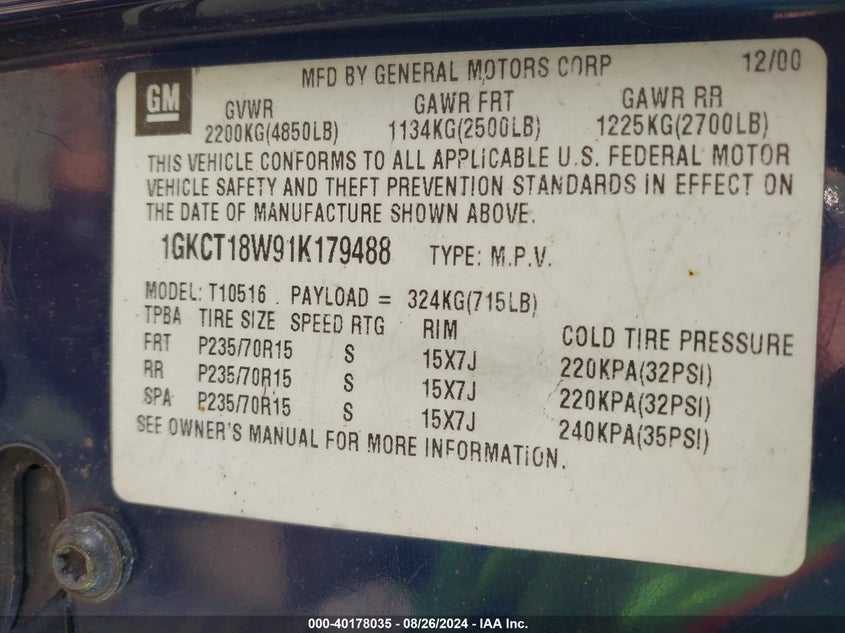 MFD BY GENERAL MOTORS CORP 12/00
GM
GVWR GAWR FRT GAWR RR
2200KG(4850LB) 1134KG(2500LB) 1225KG(2700LB)
THIS VEHICLE CONFORMS TO ALL APPLICABLE U.S. FEDERAL MOTOR
VEHICLE SAFETY AND THEFT PREVENTION STANDARDS IN EFFECT ON
THE DATE OF MANUFACTURE SHOWN ABOVE.
1GKCT18W91K179488 TYPE: M.P.V.
MODEL: T10516 PAYLOAD = 324KG(715LB)
TPBA TIRE SIZE SPEED RTG RIM COLD TIRE PRESSURE
FRT P235/70R15 S 15X7J 220KPA(32PSI)
RR P235/70R15 S 15X7J 220KPA(32PSI)
SPA P235/70R15 S 15X7J 240KPA(35PSI)
SEE OWNER'S MANUAL FOR MORE INFORMATION.
000-40178035 - 08/26/2024 - IAA Inc.